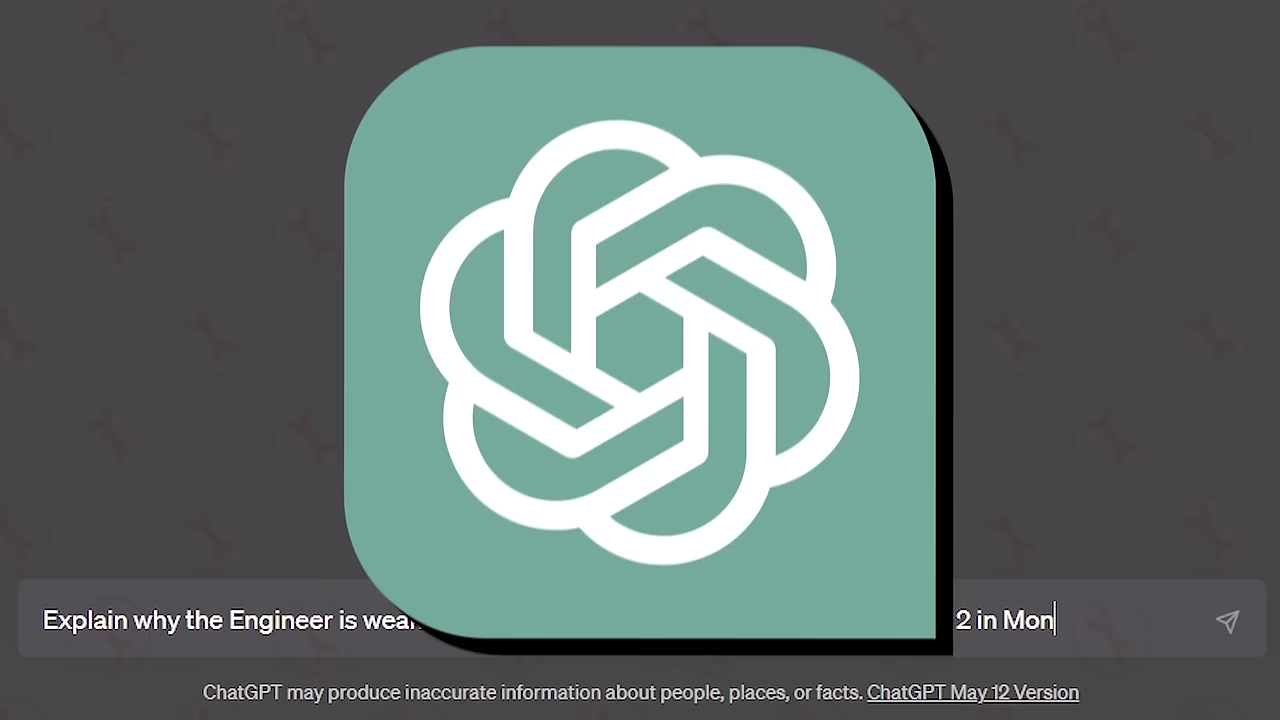 Explain why the Engineer is wear 2 in Mon
ChatGPT may produce inaccurate information about people, places, or facts. ChatGPT May 12 Version